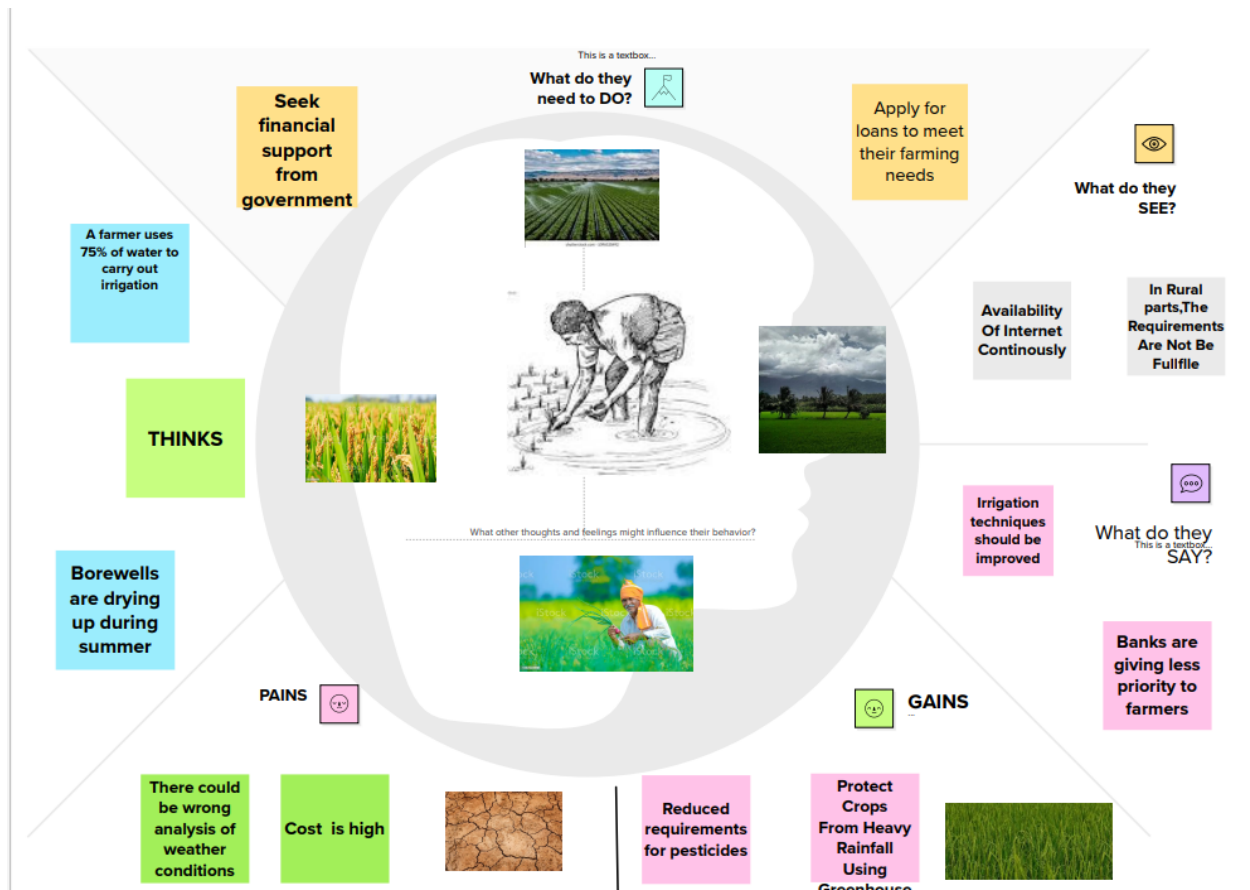 This is a textbox...
What do they
need to DO?
Seek
financial
support
from
government
Apply for
loans to meet
their farming
needs
What do they
SEE?
A farmer uses
75% of water to
carry out
irrigation
Availability
Of Internet
Continously
In Rural
parts,The
Requirements
Are Not Be
Fullflle
THINKS
Irrigation
techniques
should be
improved
What do they
This is a textbox...
SAY?
What other thoughts and feelings might influence their behavior?
iStock
iStock
iStock
Borewells
are drying
up during
summer
Banks are
giving less
priority to
farmers
PAINS
GAINS
...
There could
be wrong
analysis of
weather
conditions
Cost is high
Reduced
requirements
for pesticides
Protect
Crops
From Heavy
Rainfall
Using
Greenhouse